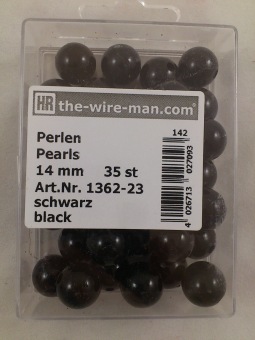 HR the-wire-man.com®
Perlen
Pearls
14 mm 35 st
Art.Nr. 1362-23
schwarz
black
142
4 026713 027093